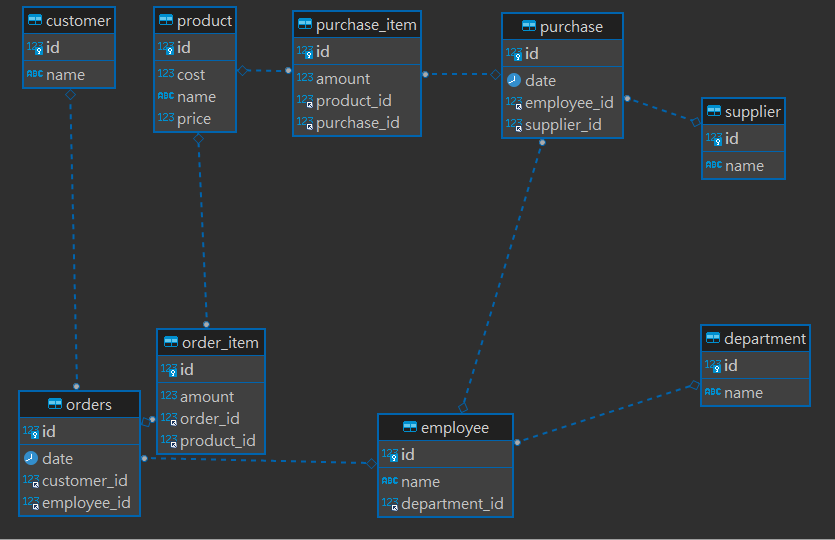 customer
123 id
ABC name
product
123 id
123 cost
ABC name
123 price
purchase_item
123 id
123 amount
123 product_id
123 purchase_id
purchase
123 id
date
123 employee_id
123 supplier_id
supplier
123 id
ABC name
order_item
123 id
123 amount
123 order_id
123 product_id
department
123 id
ABC name
orders
123 id
date
123 customer_id
123 employee_id
employee
123 id
ABC name
123 department_id